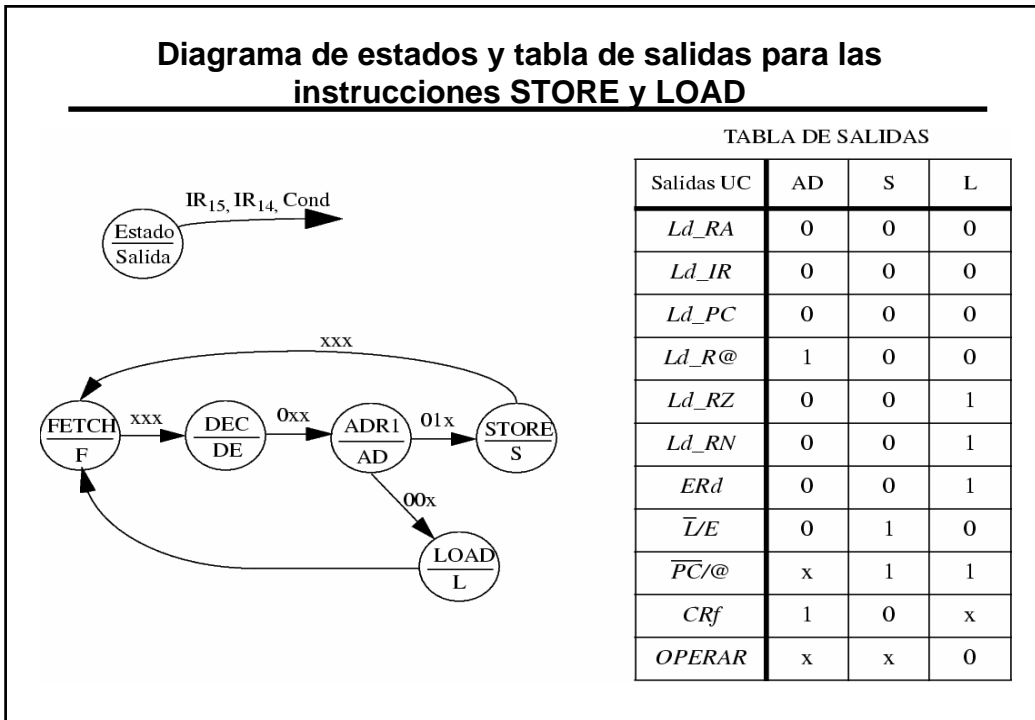 Diagrama de estados y tabla de salidas para las
instrucciones STORE y LOAD
TABLA DE SALIDAS
IR15, IR14, Cond
Estado
Salida
xxx
FETCH
F
xxx
DEC
DE
0xx
ADR1
AD
01x
STORE
S
00x
LOAD
L
Salidas UC AD S L
Ld_RA 0 0 0
Ld_IR 0 0 0
Ld_PC 0 0 0
Ld_R@ 1 0 0
Ld_RZ 0 0 1
Ld_RN 0 0 1
ERd 0 0 1
L̅/E 0 1 0
P̅C̅/@ x 1 1
CRf 1 0 x
OPERAR x x 0